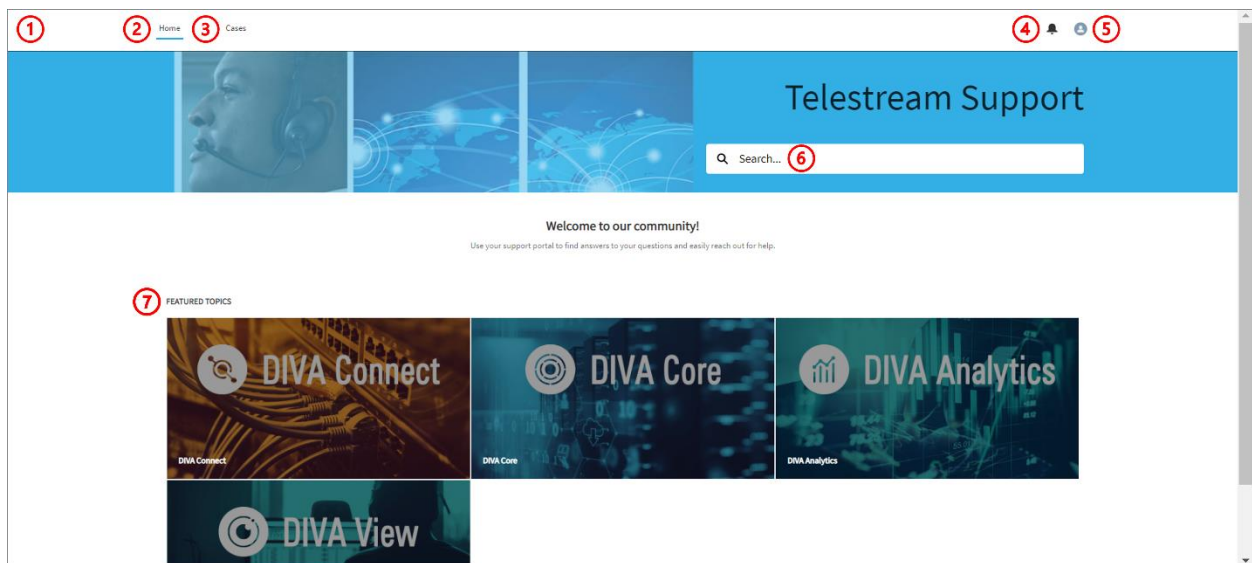 1 2 Home 3 Cases 4 5
Telestream Support
Search... 6
Welcome to our community!
Use your support portal to find answers to your questions and easily reach out for help.
7 FEATURED TOPICS
DIVA Connect
DIVA Connect
DIVA Core
DIVA Core
DIVA Analytics
DIVA Analytics
DIVA View